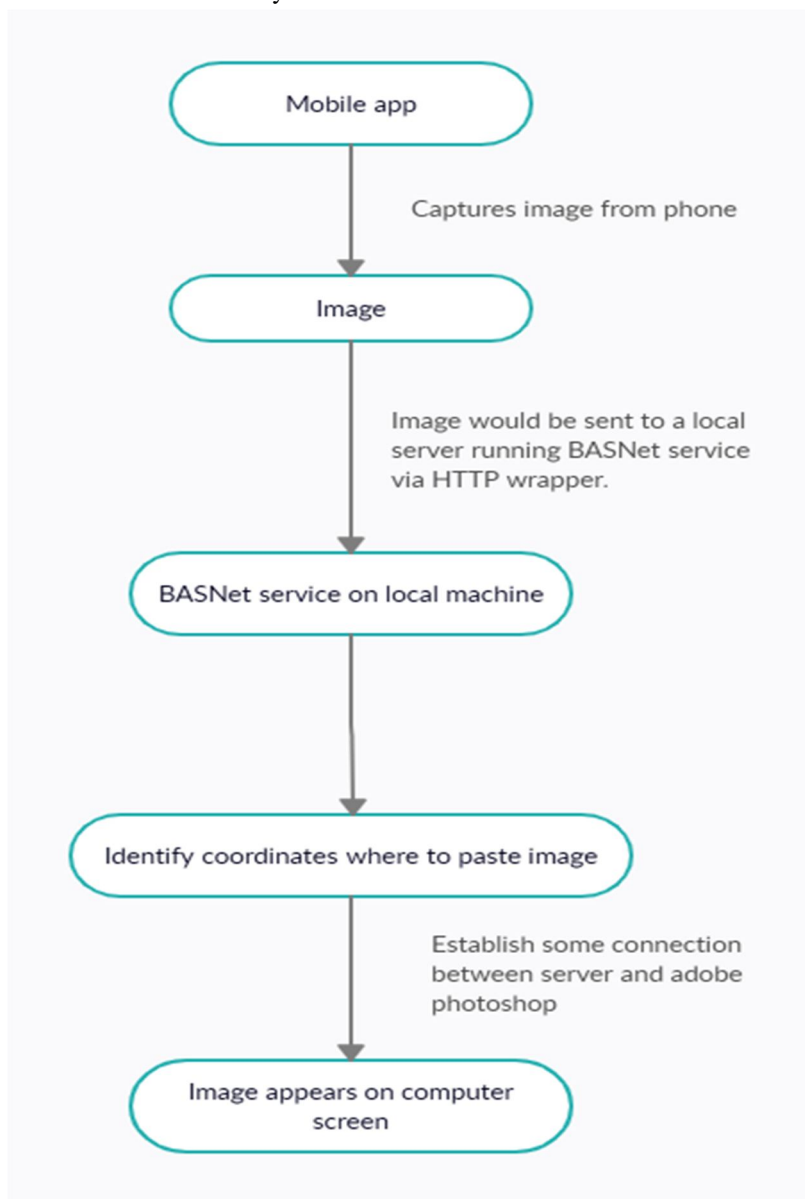 Mobile app
Captures image from phone
Image
Image would be sent to a local
server running BASNet service
via HTTP wrapper.
BASNet service on local machine
Identify coordinates where to paste image
Establish some connection
between server and adobe
photoshop
Image appears on computer
screen